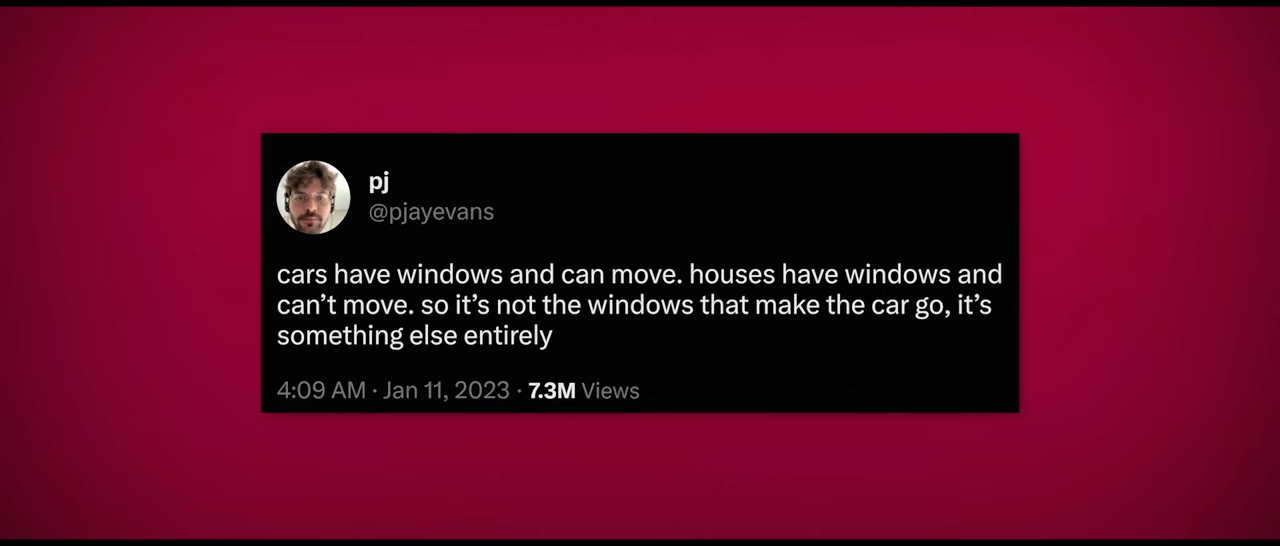 pj
@pjayevans
cars have windows and can move. houses have windows and
can’t move. so it’s not the windows that make the car go, it’s
something else entirely
4:09 AM · Jan 11, 2023 · 7.3M Views